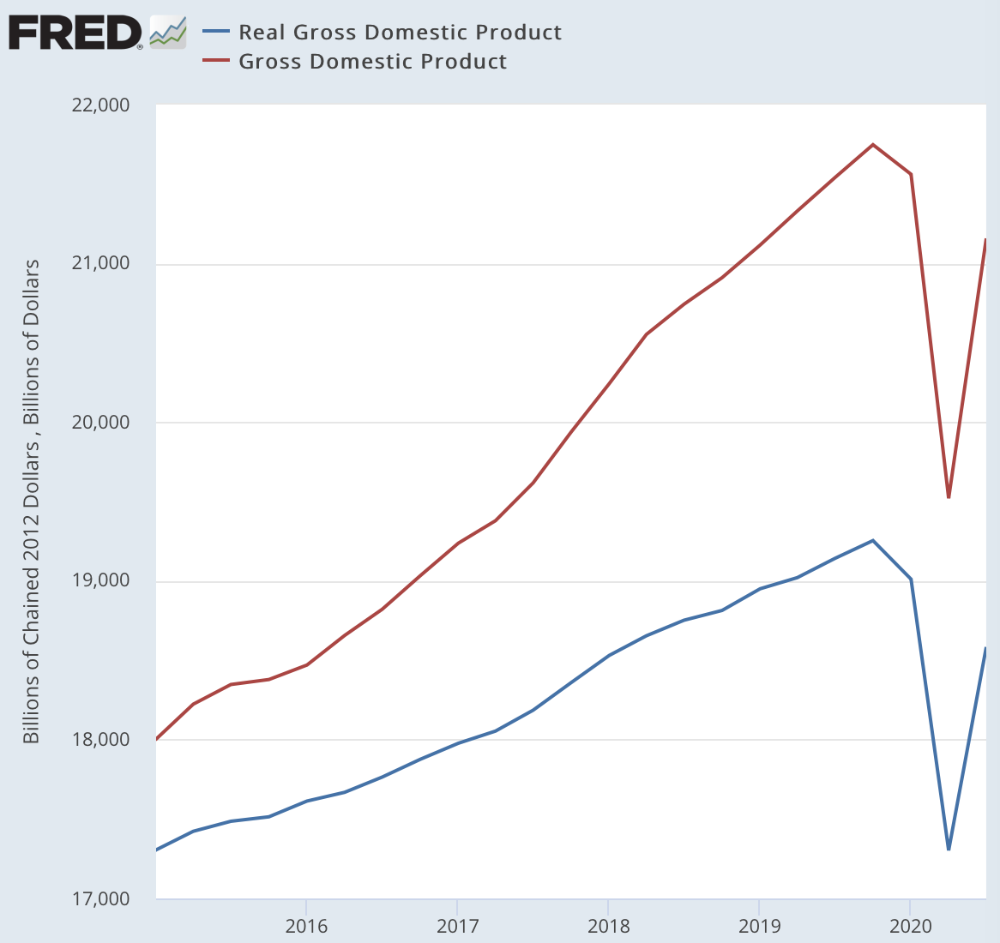 FRED®
Real Gross Domestic Product
Gross Domestic Product
22,000
21,000
20,000
19,000
18,000
17,000
Billions of Chained 2012 Dollars , Billions of Dollars
2016
2017
2018
2019
2020